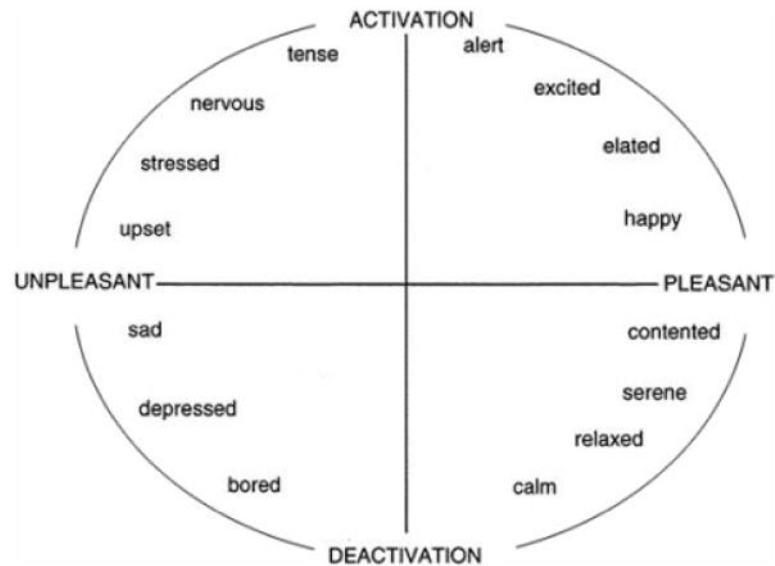 ACTIVATION
tense
alert
nervous
excited
stressed
elated
upset
happy
UNPLEASANT
PLEASANT
sad
contented
depressed
serene
relaxed
bored
calm
DEACTIVATION